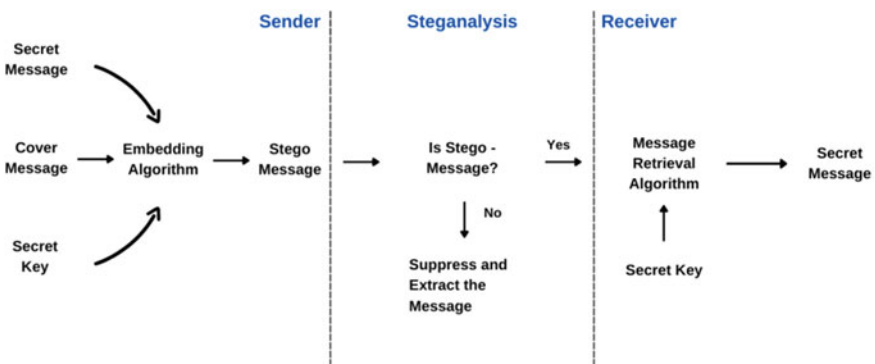 Sender
Steganalysis
Receiver
Secret
Message
Cover
Message
Secret
Key
Embedding
Algorithm
Stego
Message
Is Stego -
Message?
Yes
No
Suppress and
Extract the
Message
Message
Retrieval
Algorithm
Secret Key
Secret
Message